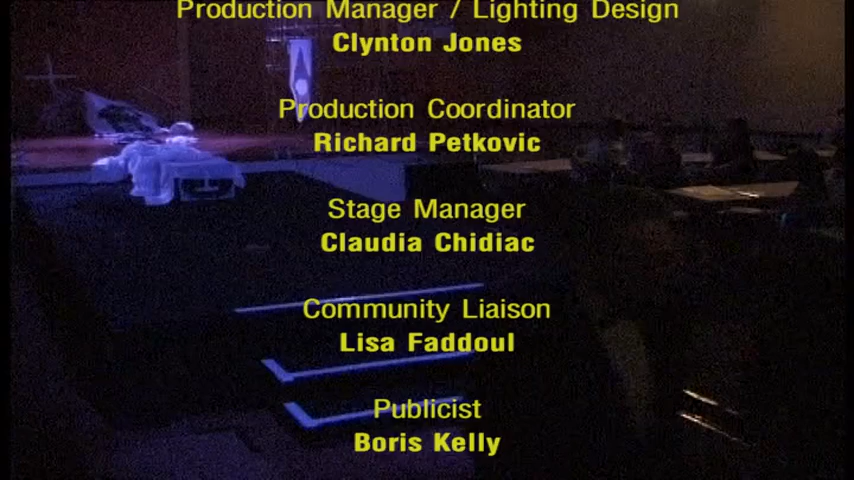 Production Manager / Lighting Design
Clynton Jones
Production Coordinator
Richard Petkovic
Stage Manager
Claudia Chidiac
Community Liaison
Lisa Faddoul
Publicist
Boris Kelly